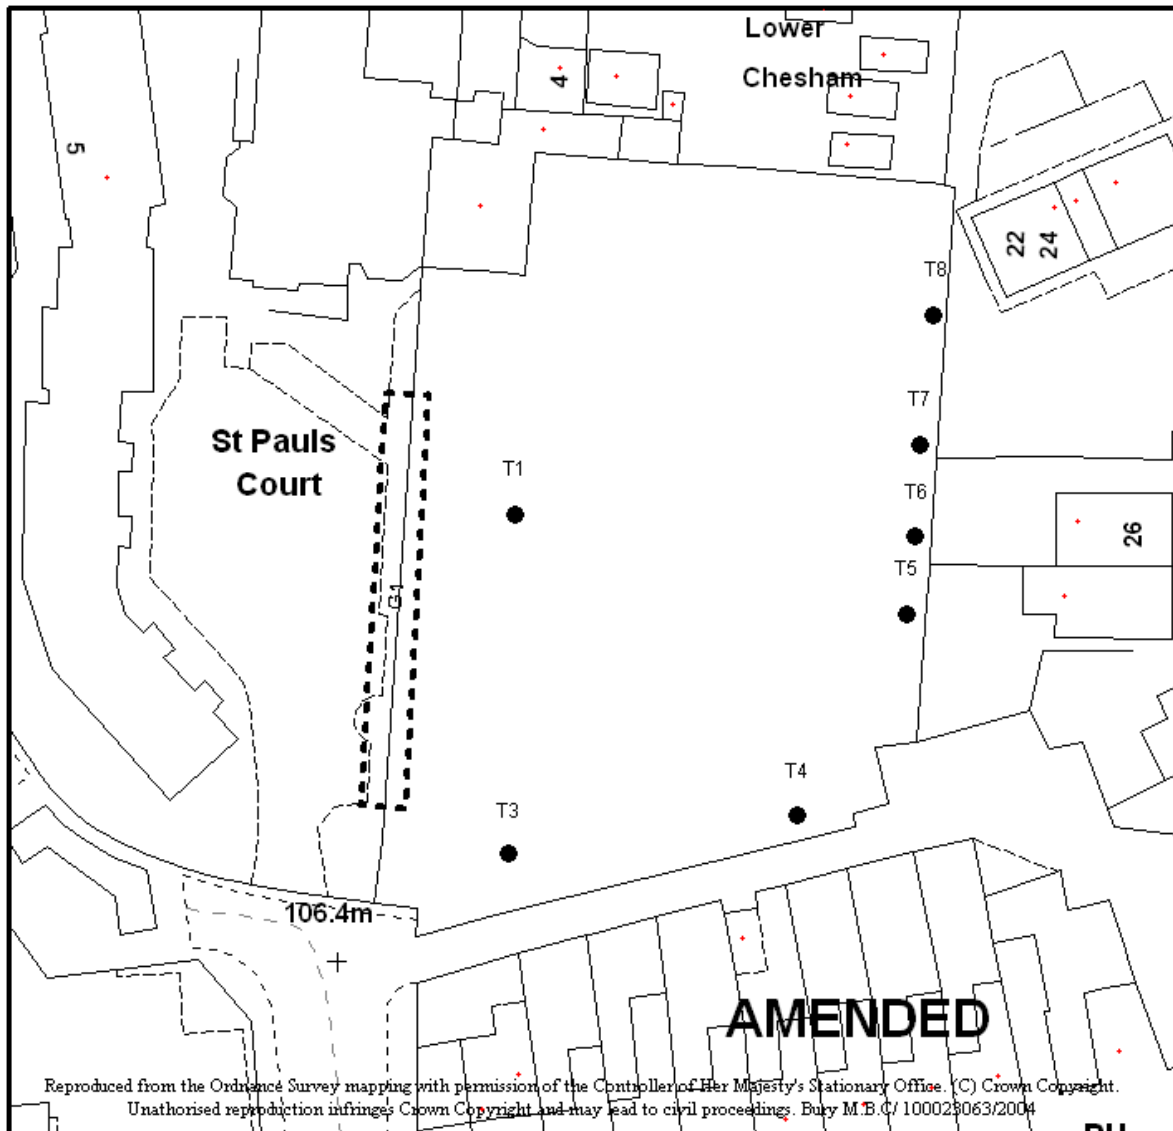 Lower
Chesham
4
5
22
24
T8
T7
St Pauls
Court
T1
T6
26
T5
G1
T4
T3
106.4m
AMENDED
Reproduced from the Ordnance Survey mapping with permission of the Controller of Her Majesty's Stationary Office. (C) Crown Copyright.
Unathorised reproduction infringes Crown Copyright and may lead to civil proceedings. Bury M.B.C/ 100023063/2004